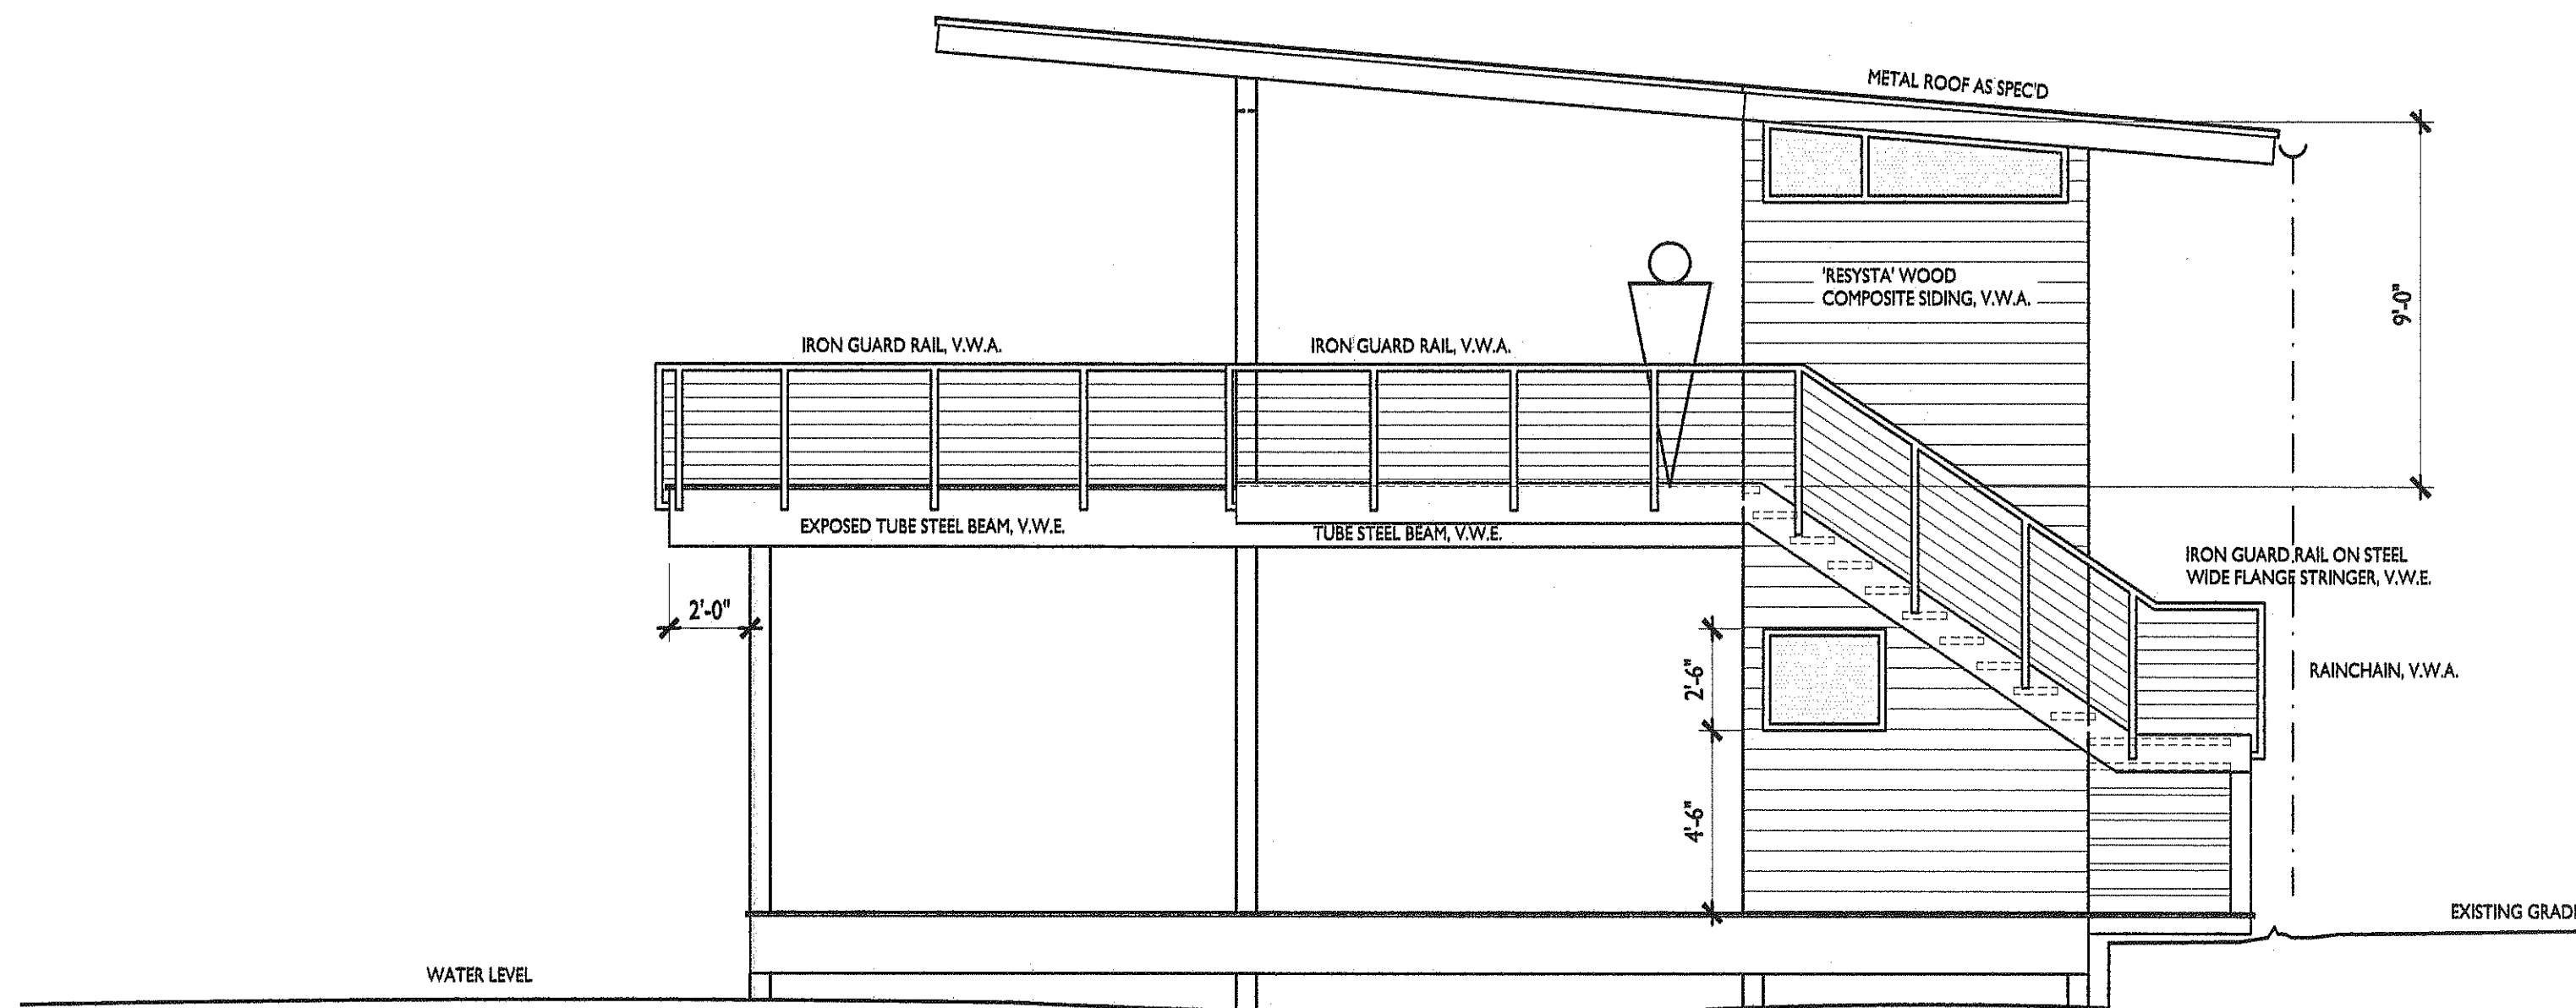 METAL ROOF AS SPEC'D
'RESYSTA' WOOD
COMPOSITE SIDING, V.W.A.
9'-0"
IRON GUARD RAIL, V.W.A.
IRON GUARD RAIL, V.W.A.
EXPOSED TUBE STEEL BEAM, V.W.E.
TUBE STEEL BEAM, V.W.E.
IRON GUARD RAIL ON STEEL
WIDE FLANGE STRINGER, V.W.E.
2'-0"
2'-6"
RAINCHAIN, V.W.A.
4'-6"
EXISTING GRAD
WATER LEVEL